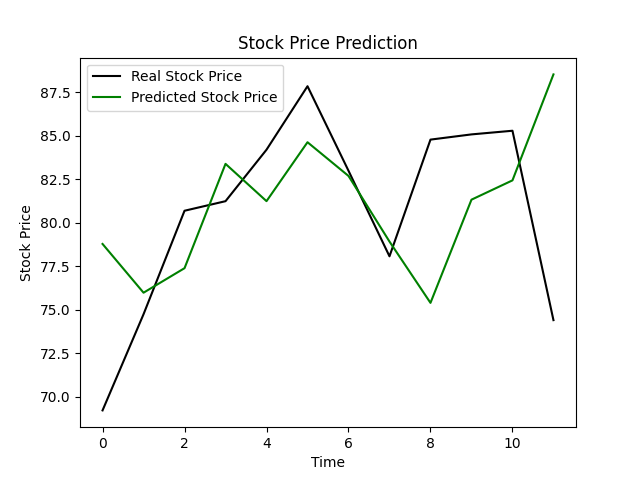 Stock Price Prediction
Real Stock Price
Predicted Stock Price
Stock Price
87.5
85.0
82.5
80.0
77.5
75.0
72.5
70.0
0 2 4 6 8 10
Time